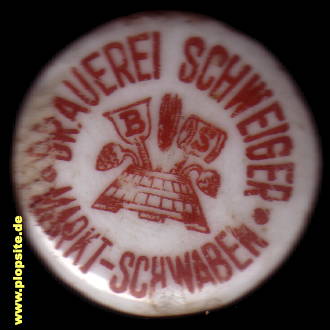 BRAUEREI SCHWEIGER
B S
MARKT-SCHWABEN
www.plopsite.de